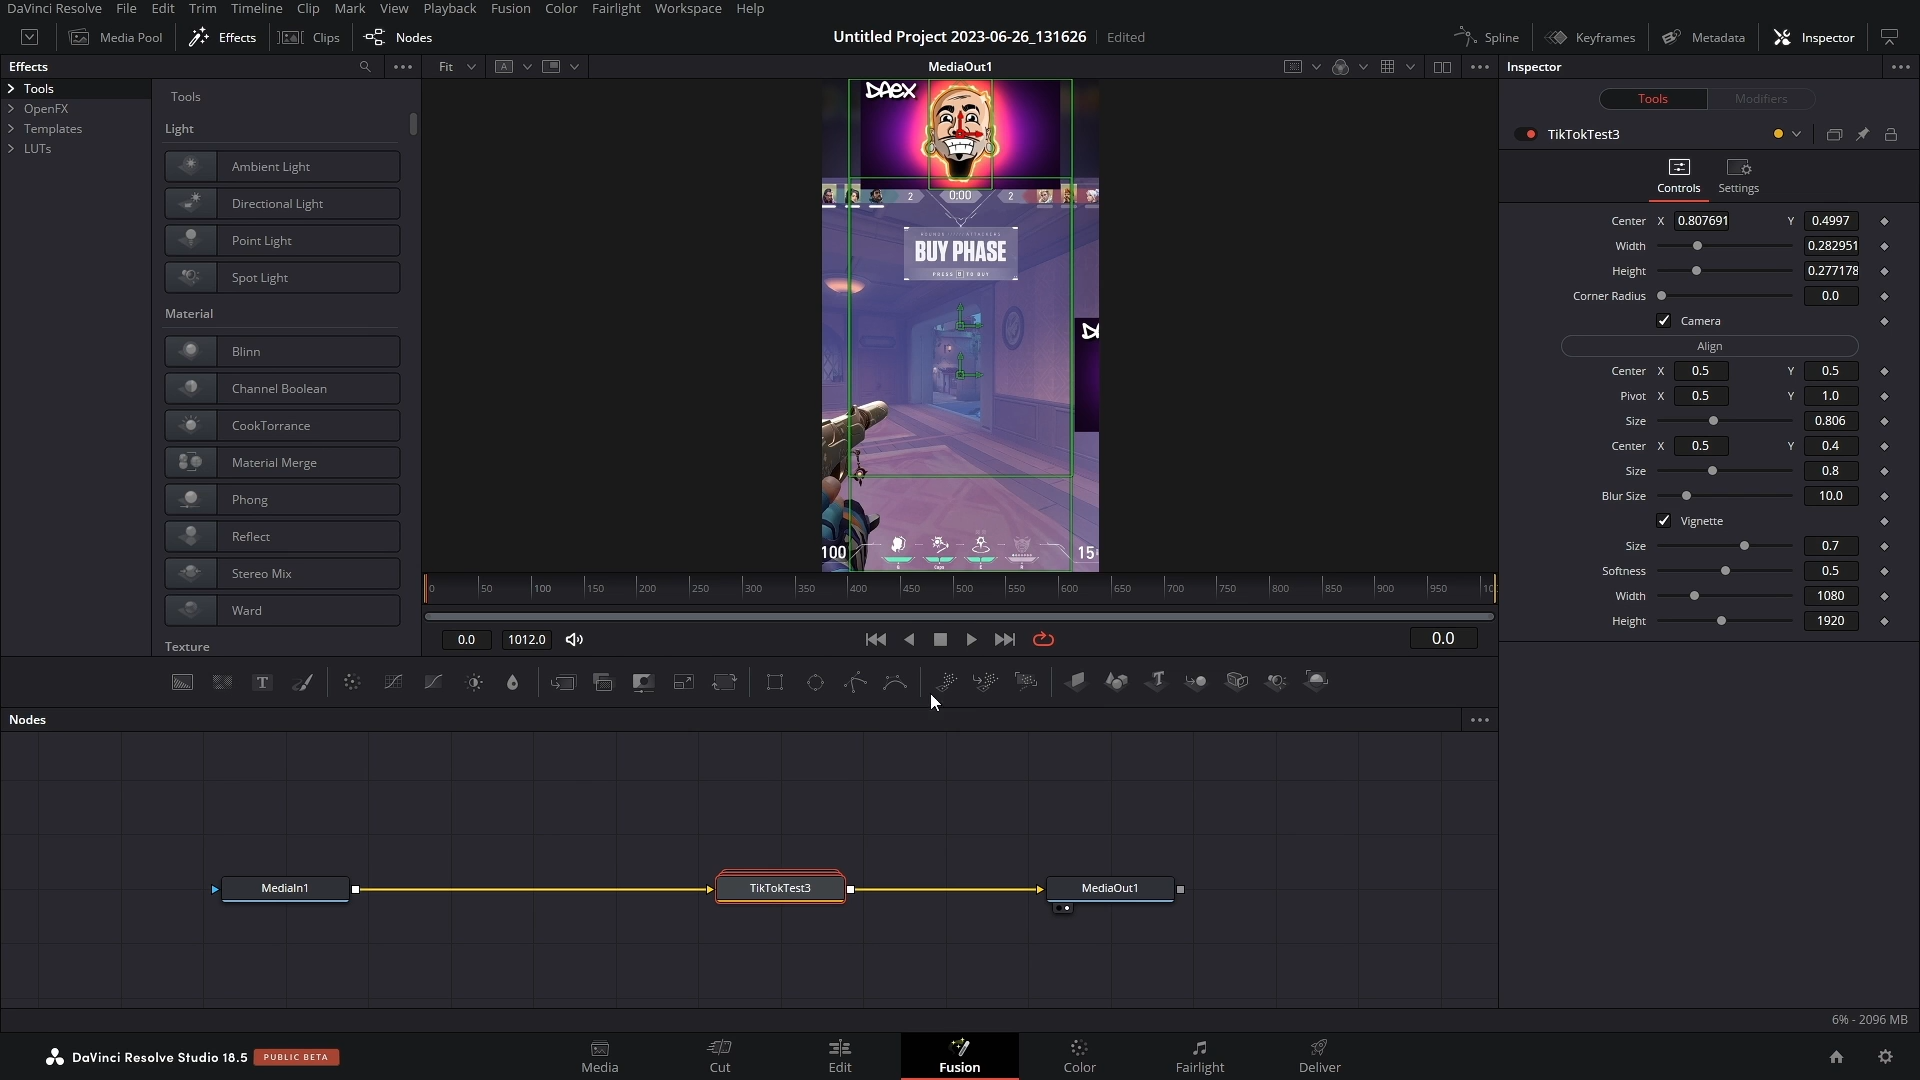 DaVinci Resolve File Edit Trim Timeline Clip Mark View Playback Fusion Color Fairlight Workspace Help
Media Pool Effects Clips Nodes Untitled Project 2023-06-26_131626 Edited Spline Keyframes Metadata Inspector
Effects Fit A MediaOut1 Inspector
Tools
OpenFX
Templates
LUTs
Tools
Light
Ambient Light
Directional Light
Point Light
Spot Light
Material
Blinn
Channel Boolean
CookTorrance
Material Merge
Phong
Reflect
Stereo Mix
Ward
Texture
DAEX
2 0:00 2
BUY PHASE
PRESS B TO BUY
100 15
0 50 100 150 200 250 300 350 400 450 500 550 600 650 700 750 800 850 900 950
0.0 1012.0 0.0
T
Nodes
MediaIn1 TikTokTest3 MediaOut1
Tools Modifiers
TikTokTest3
Controls Settings
Center X 0.807691 Y 0.4997
Width 0.282951
Height 0.277178
Corner Radius 0.0
Camera
Align
Center X 0.5 Y 0.5
Pivot X 0.5 Y 1.0
Size 0.806
Center X 0.5 Y 0.4
Size 0.8
Blur Size 10.0
Vignette
Size 0.7
Softness 0.5
Width 1080
Height 1920
6% - 2096 MB
DaVinci Resolve Studio 18.5 PUBLIC BETA
Media Cut Edit Fusion Color Fairlight Deliver